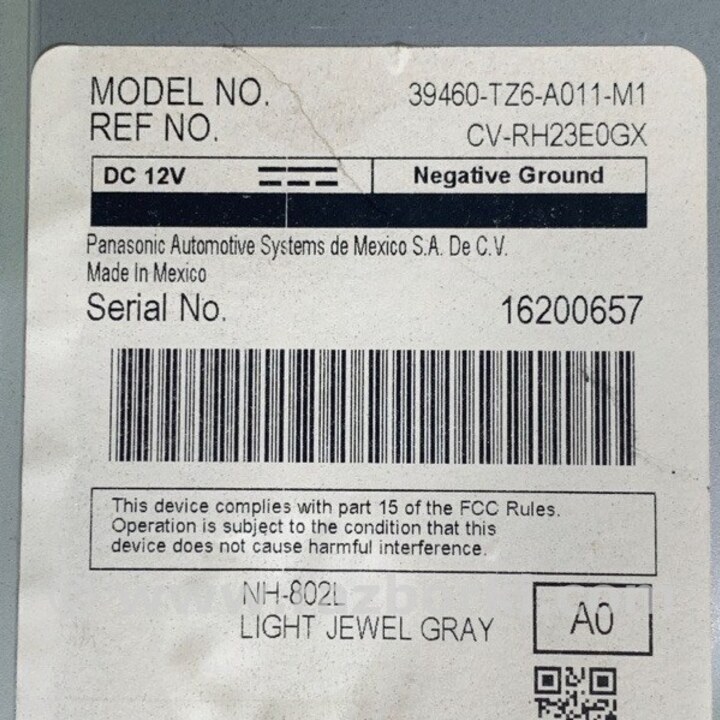 MODEL NO. 39460-TZ6-A011-M1
REF NO. CV-RH23E0GX
DC 12V Negative Ground
Panasonic Automotive Systems de Mexico S.A. De C.V.
Made In Mexico
Serial No. 16200657
This device complies with part 15 of the FCC Rules.
Operation is subject to the condition that this
device does not cause harmful interference.
NH-802L
LIGHT JEWEL GRAY
A0